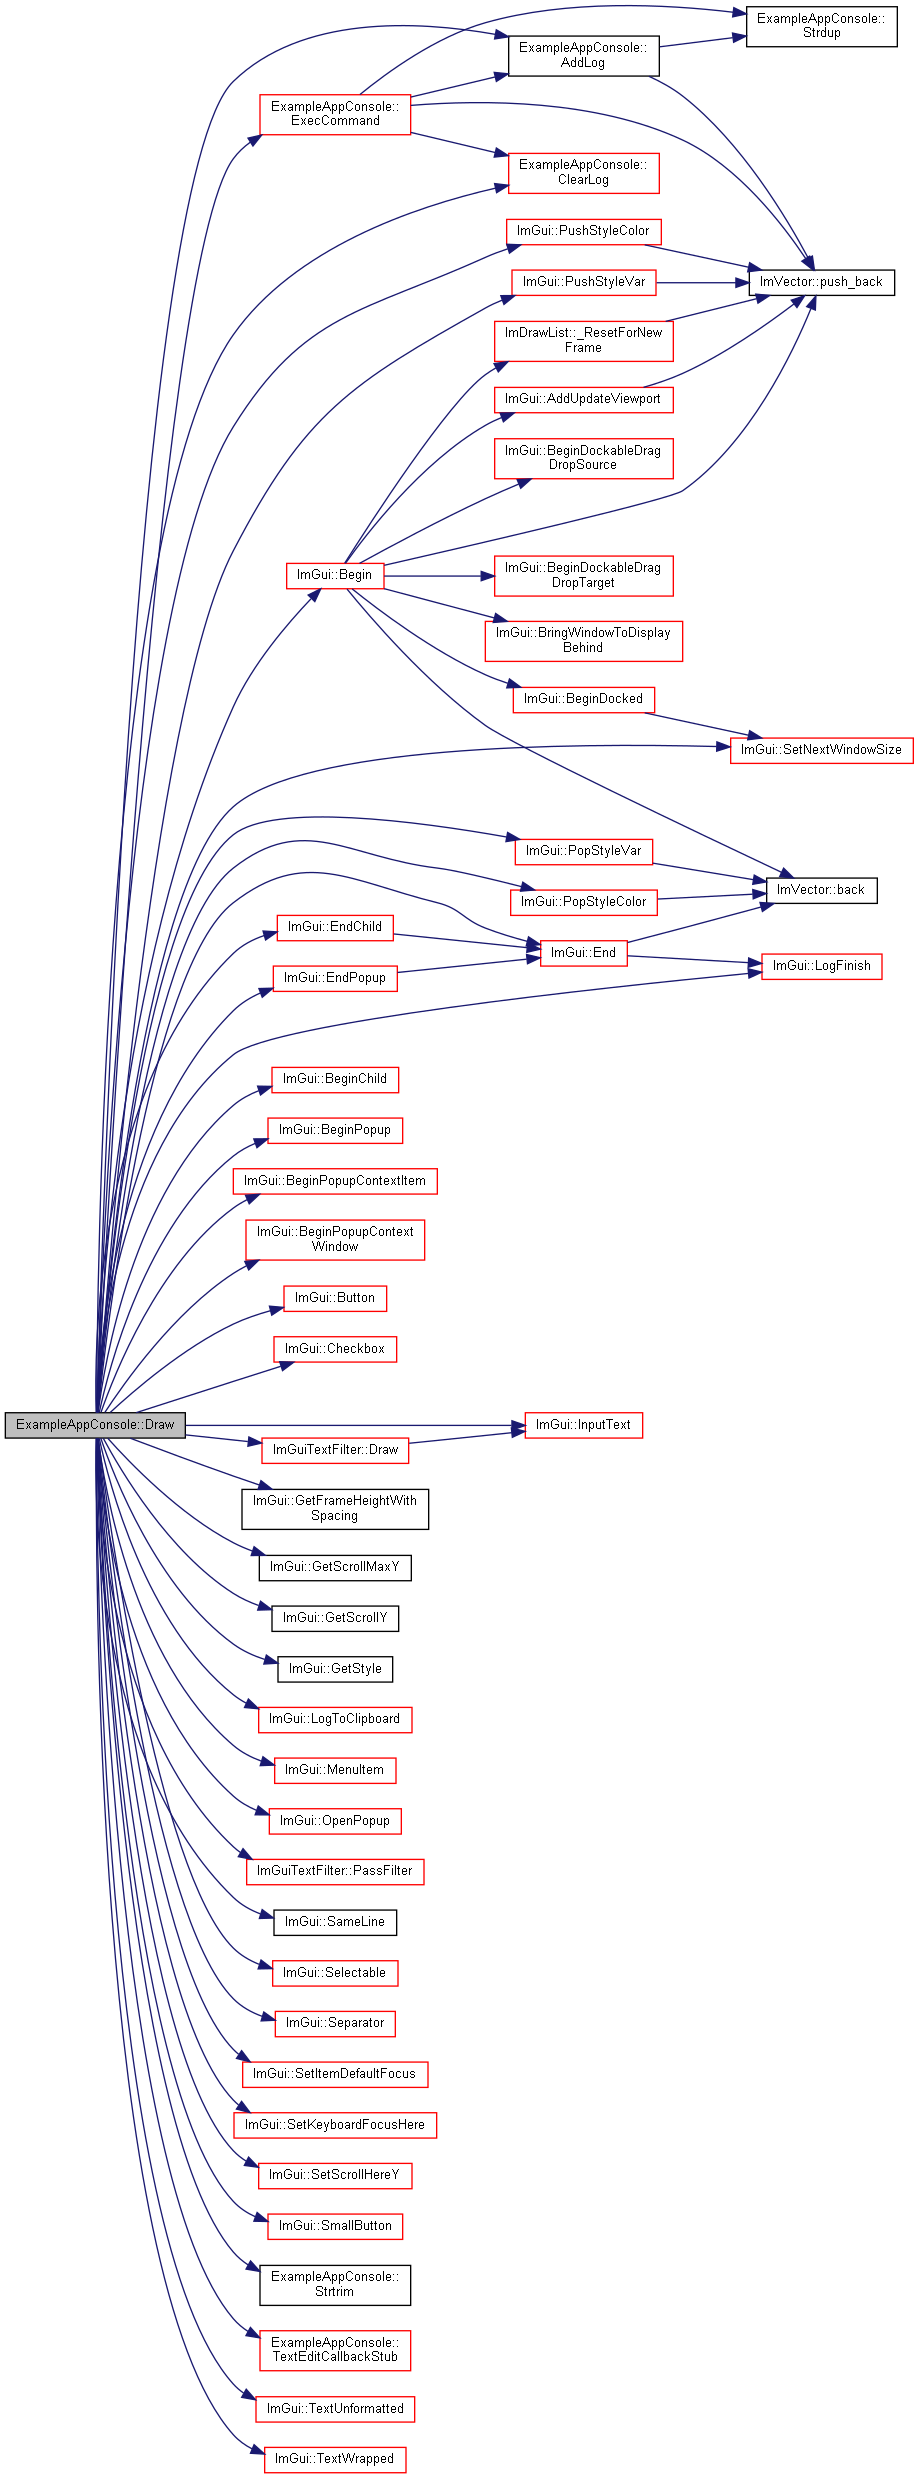 ExampleAppConsole::
Strdup
ExampleAppConsole::
AddLog
ExampleAppConsole::
ExecCommand
ExampleAppConsole::
ClearLog
ImGui::PushStyleColor
ImGui::PushStyleVar
ImVector::push_back
ImDrawList::_ResetForNew
Frame
ImGui::AddUpdateViewport
ImGui::BeginDockableDrag
DropSource
ImGui::Begin
ImGui::BeginDockableDrag
DropTarget
ImGui::BringWindowToDisplay
Behind
ImGui::BeginDocked
ImGui::SetNextWindowSize
ImGui::PopStyleVar
ImVector::back
ImGui::PopStyleColor
ImGui::EndChild
ImGui::End
ImGui::LogFinish
ImGui::EndPopup
ImGui::BeginChild
ImGui::BeginPopup
ImGui::BeginPopupContextItem
ImGui::BeginPopupContext
Window
ImGui::Button
ImGui::Checkbox
ExampleAppConsole::Draw
ImGui::InputText
ImGuiTextFilter::Draw
ImGui::GetFrameHeightWith
Spacing
ImGui::GetScrollMaxY
ImGui::GetScrollY
ImGui::GetStyle
ImGui::LogToClipboard
ImGui::MenuItem
ImGui::OpenPopup
ImGuiTextFilter::PassFilter
ImGui::SameLine
ImGui::Selectable
ImGui::Separator
ImGui::SetItemDefaultFocus
ImGui::SetKeyboardFocusHere
ImGui::SetScrollHereY
ImGui::SmallButton
ExampleAppConsole::
Strtrim
ExampleAppConsole::
TextEditCallbackStub
ImGui::TextUnformatted
ImGui::TextWrapped